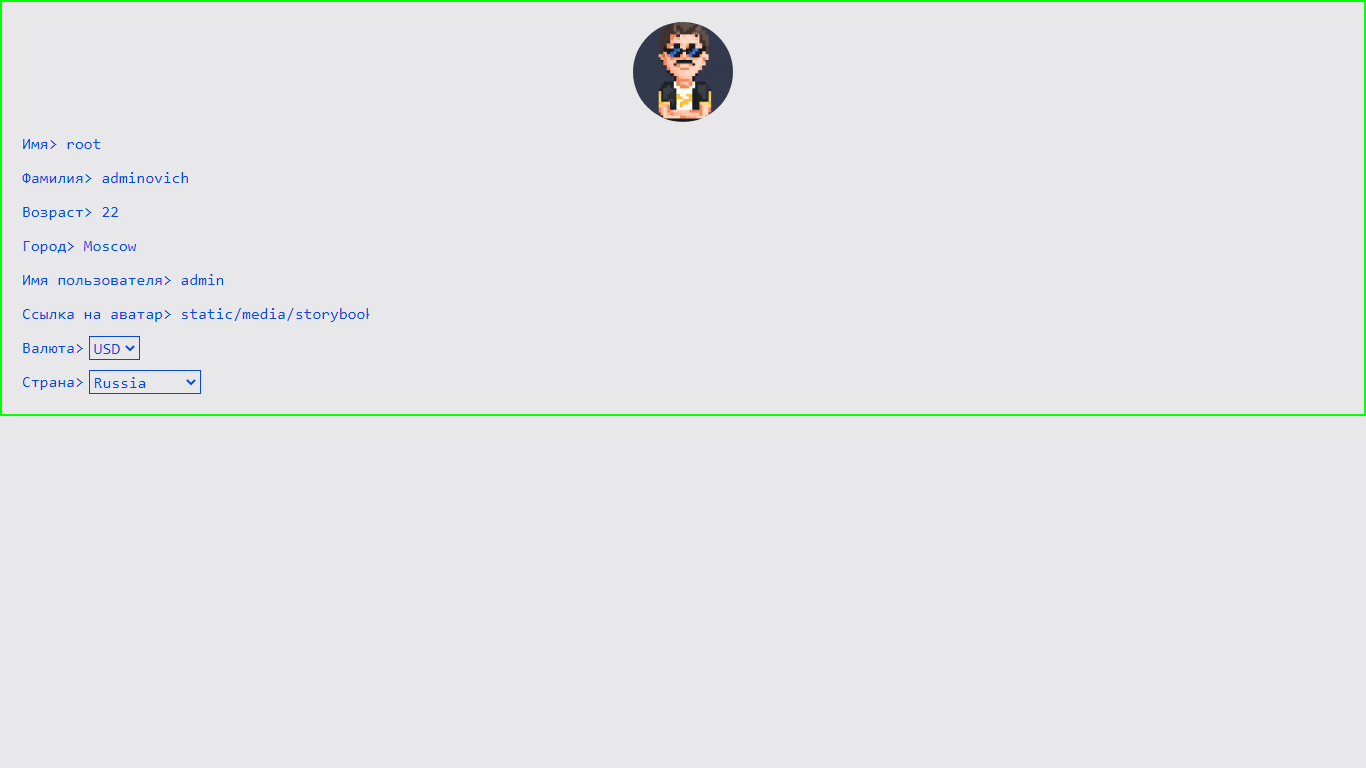 Имя> root
Фамилия> adminovich
Возраст> 22
Город> Moscow
Имя пользователя> admin
Ссылка на аватар> static/media/storybook
Валюта> USD
Страна> Russia